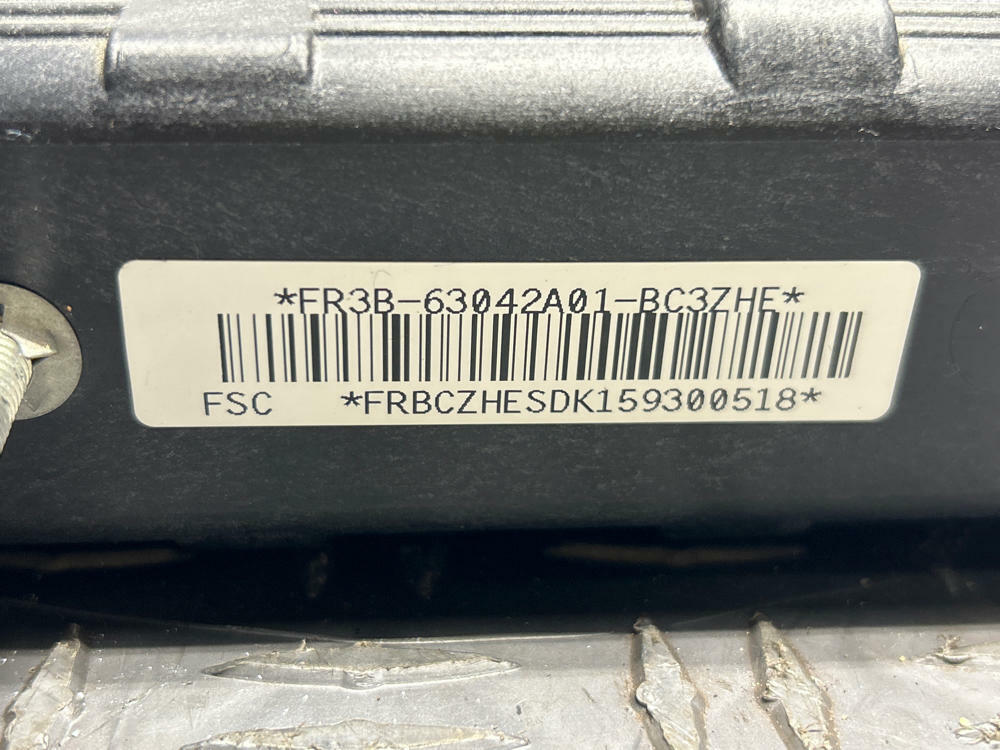 *FR3B-63042A01-BC3ZHE*
FSC *FRBCZHESDK159300518*